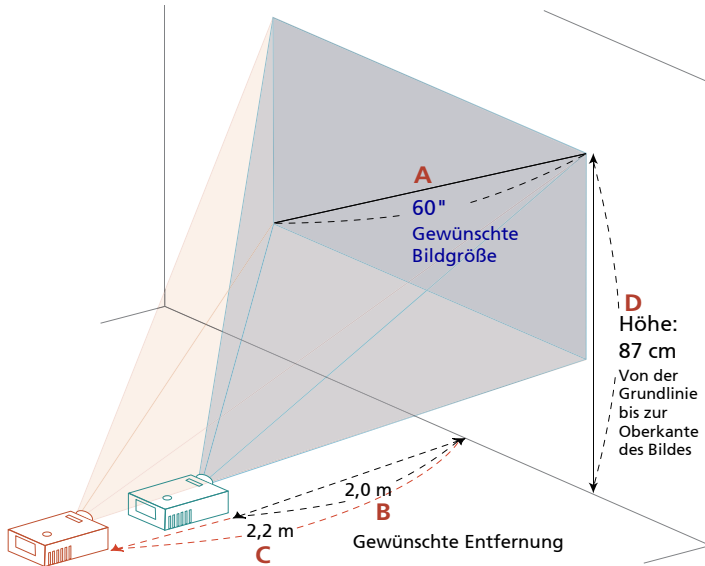 A
60"
Gewünschte
Bildgröße
D
Höhe:
87 cm
Von der
Grundlinie
bis zur
Oberkante
des Bildes
2,0 m
B
2,2 m
C
Gewünschte Entfernung